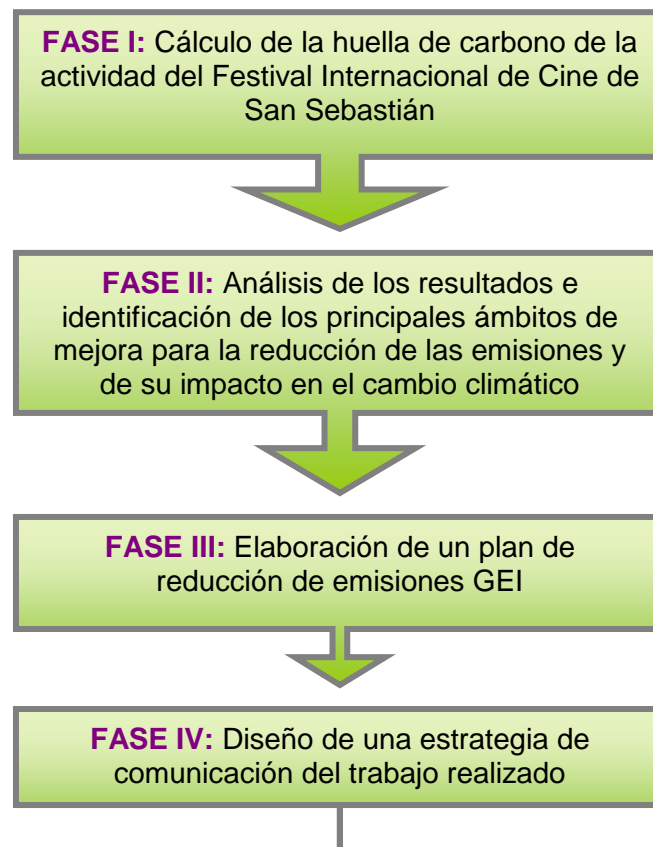 FASE I: Cálculo de la huella de carbono de la
actividad del Festival Internacional de Cine de
San Sebastián
FASE II: Análisis de los resultados e
identificación de los principales ámbitos de
mejora para la reducción de las emisiones y
de su impacto en el cambio climático
FASE III: Elaboración de un plan de
reducción de emisiones GEI
FASE IV: Diseño de una estrategia de
comunicación del trabajo realizado